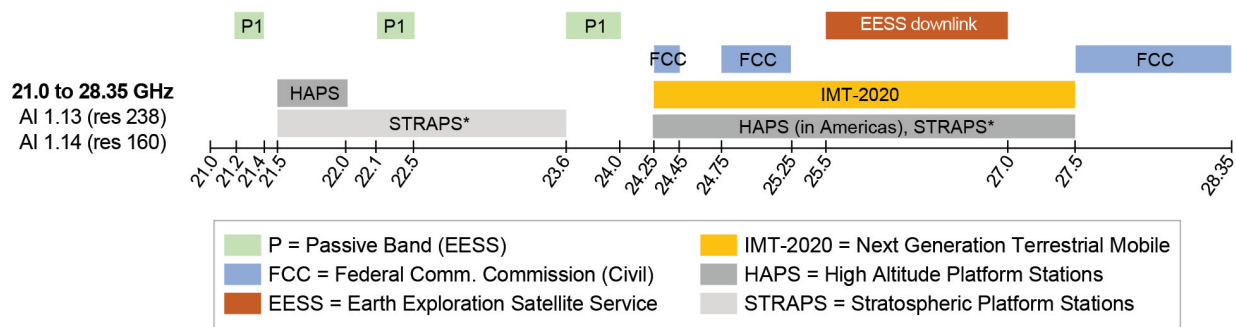 P1
P1
P1
EESS downlink
FCC
FCC
FCC
21.0 to 28.35 GHz
AI 1.13 (res 238)
AI 1.14 (res 160)
HAPS
IMT-2020
STRAPS*
HAPS (in Americas), STRAPS*
21.0
21.2
21.4
21.5
22.0
22.1
22.5
23.6
24.0
24.25
24.45
24.75
25.25
25.5
27.0
27.5
28.35
P = Passive Band (EESS)
FCC = Federal Comm. Commission (Civil)
EESS = Earth Exploration Satellite Service
IMT-2020 = Next Generation Terrestrial Mobile
HAPS = High Altitude Platform Stations
STRAPS = Stratospheric Platform Stations